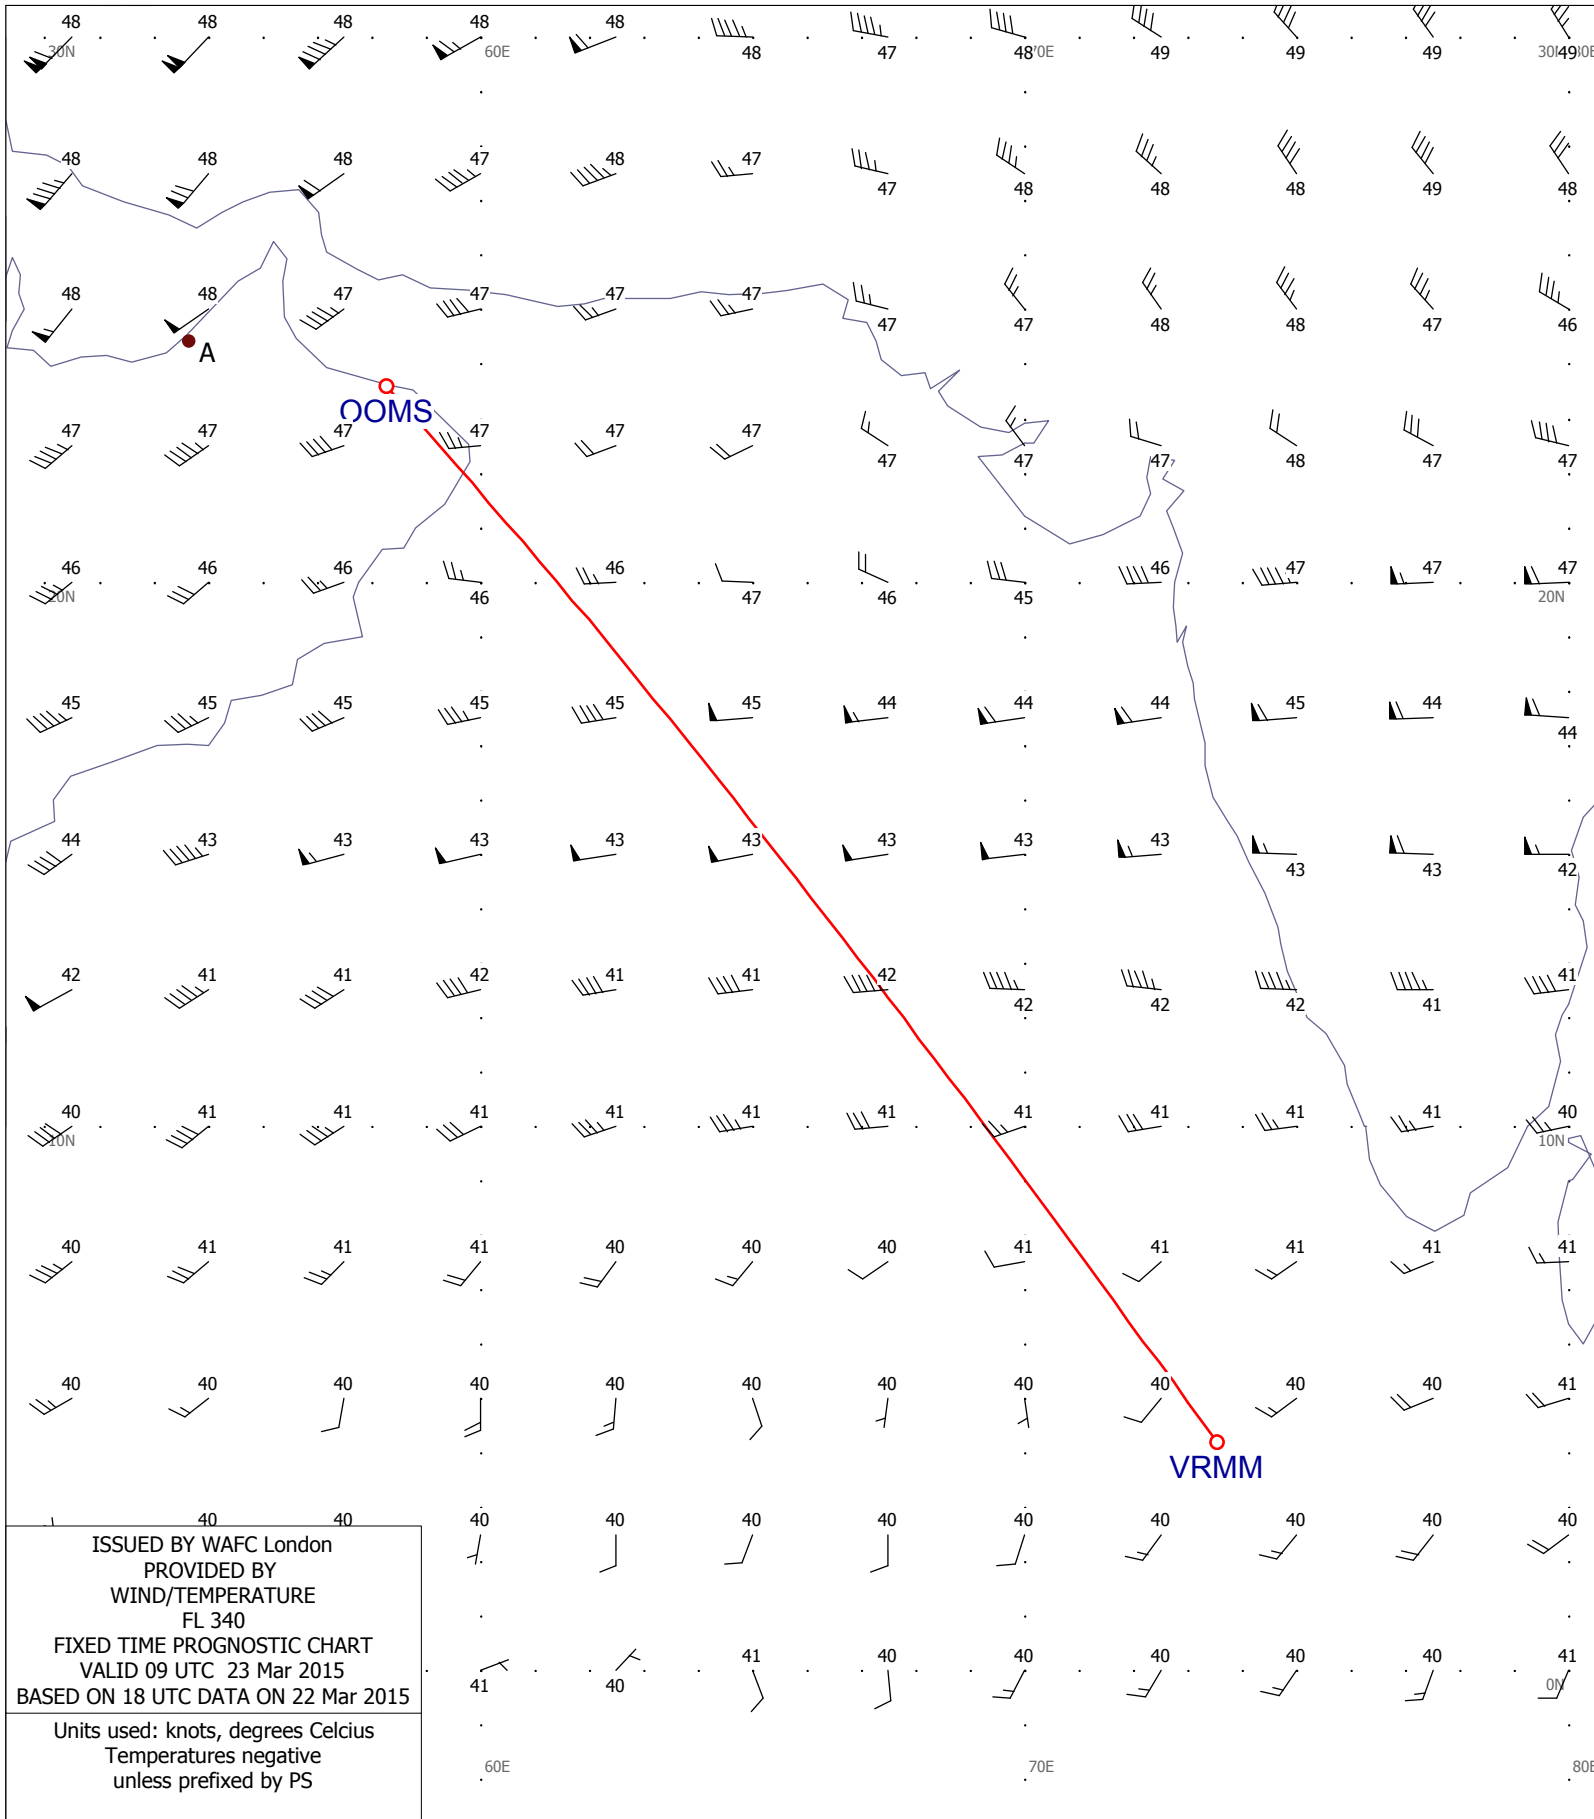 48 48 48 48 48 48 47 48 49 49 49 49
30N 60E 70E 30N 80E
48 48 48 47 48 47 47 48 48 48 49 48
48 48 47 47 47 47 47 47 48 48 47 46
A
OOMS
47 47 47 47 47 47 47 47 47 48 47 47
46 46 46 46 46 47 46 45 46 47 47 47
20N 20N
45 45 45 45 45 45 44 44 44 45 44 44
44 43 43 43 43 43 43 43 43 43 43 42
42 41 41 42 41 41 42 42 42 42 41 41
40 41 41 41 41 41 41 41 41 41 41 40
10N 10N
40 41 41 41 40 40 40 41 41 41 41 41
40 40 40 40 40 40 40 40 40 40 40 41
VRMM
40 40 40 40 40 40 40 40 40 40 40
41 40 41 40 40 40 40 40 41
0N
ISSUED BY WAFC London
PROVIDED BY
WIND/TEMPERATURE
FL 340
FIXED TIME PROGNOSTIC CHART
VALID 09 UTC 23 Mar 2015
BASED ON 18 UTC DATA ON 22 Mar 2015
Units used: knots, degrees Celcius
Temperatures negative
unless prefixed by PS
60E 70E 80E